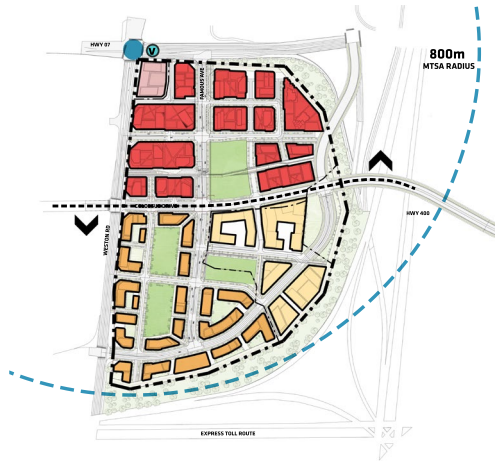 HWY 07
V
FAMOUS AVE
800m
MTSA RADIUS
HWY 400
WESTON RD
EXPRESS TOLL ROUTE